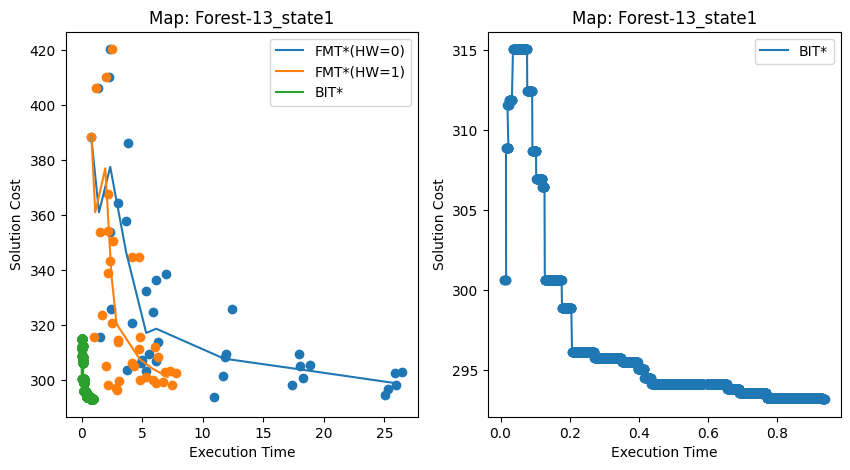 Map: Forest-13_state1
Solution Cost
420
400
380
360
340
320
300
0
5
10
15
20
25
Execution Time
FMT*(HW=0)
FMT*(HW=1)
BIT*
Map: Forest-13_state1
Solution Cost
315
310
305
300
295
0.0
0.2
0.4
0.6
0.8
Execution Time
BIT*